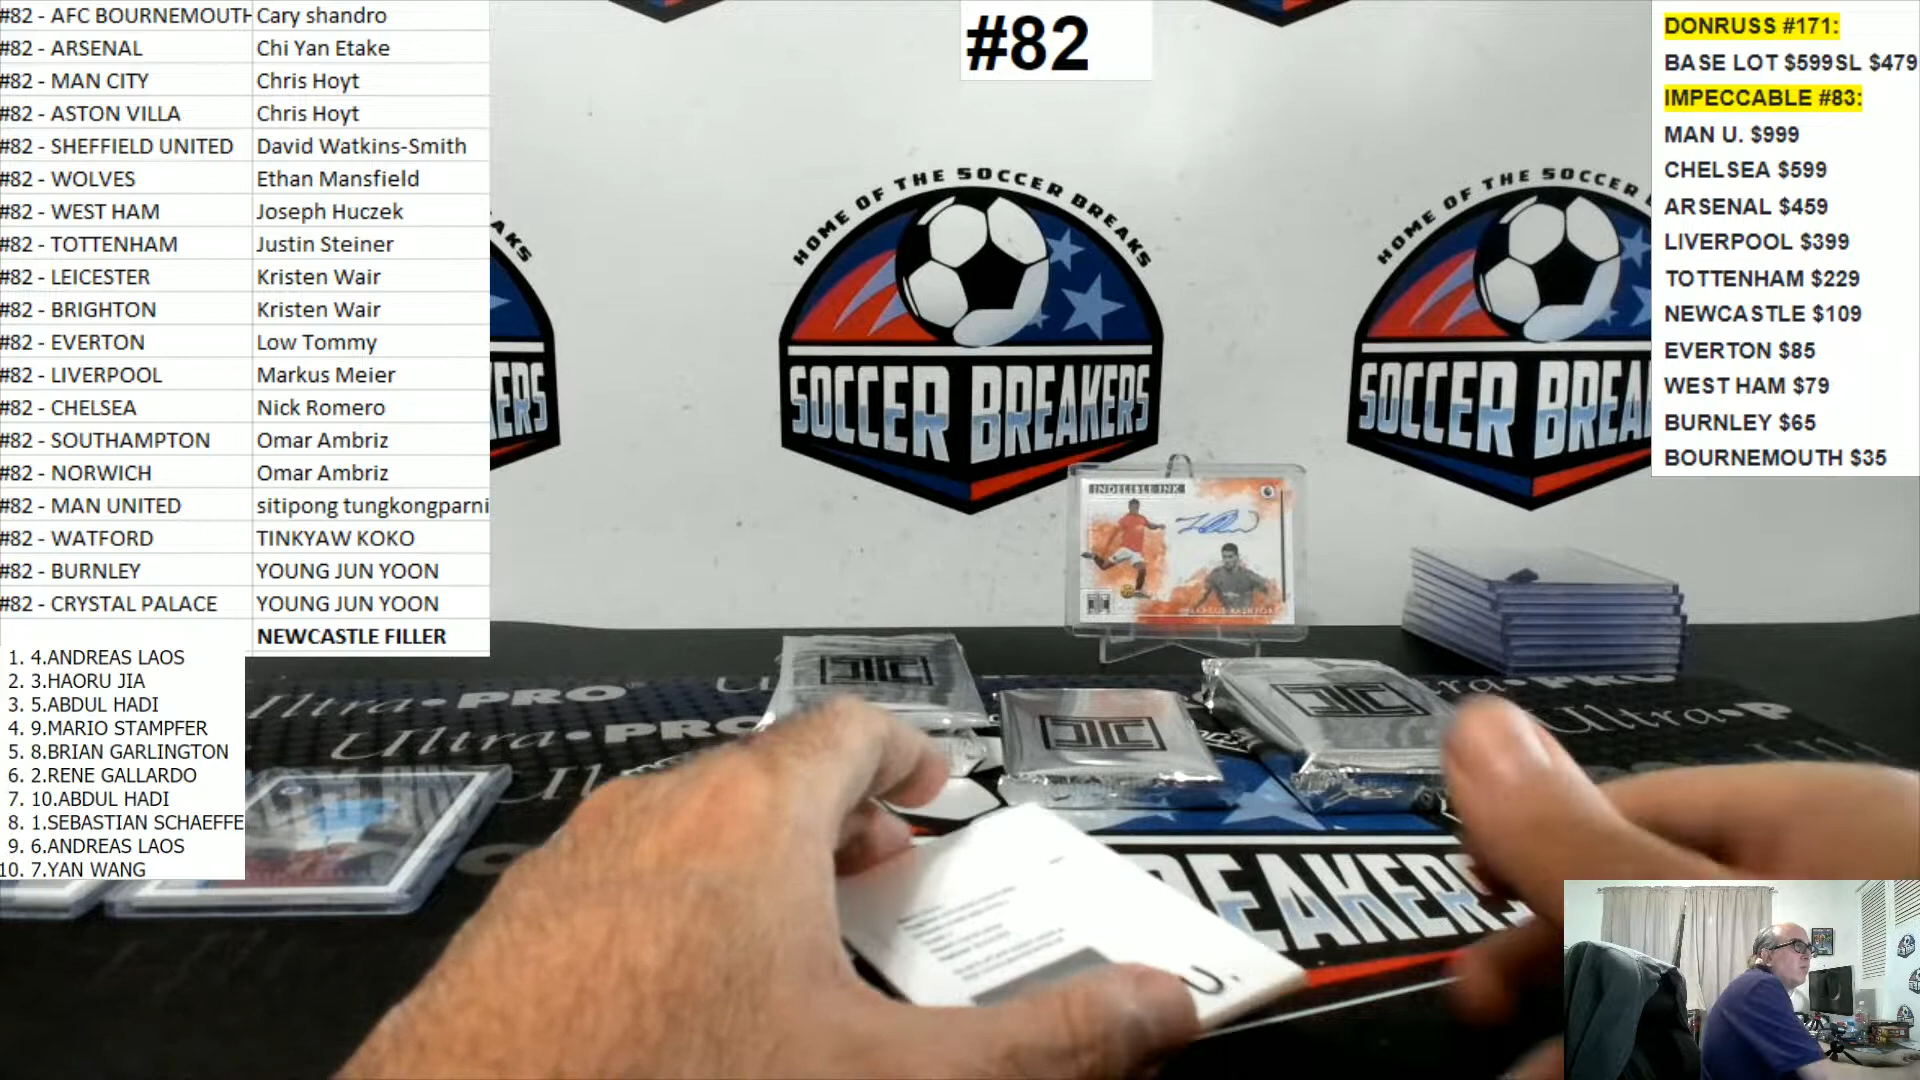 #82 - AFC BOURNEMOUTH Cary shandro
#82 - ARSENAL Chi Yan Etake
#82 - MAN CITY Chris Hoyt
#82 - ASTON VILLA Chris Hoyt
#82 - SHEFFIELD UNITED David Watkins-Smith
#82 - WOLVES Ethan Mansfield
#82 - WEST HAM Joseph Huczek
#82 - TOTTENHAM Justin Steiner
#82 - LEICESTER Kristen Wair
#82 - BRIGHTON Kristen Wair
#82 - EVERTON Low Tommy
#82 - LIVERPOOL Markus Meier
#82 - CHELSEA Nick Romero
#82 - SOUTHAMPTON Omar Ambriz
#82 - NORWICH Omar Ambriz
#82 - MAN UNITED sitipong tungkongparni
#82 - WATFORD TINKYAW KOKO
#82 - BURNLEY YOUNG JUN YOON
#82 - CRYSTAL PALACE YOUNG JUN YOON
NEWCASTLE FILLER
1. 4.ANDREAS LAOS
2. 3.HAORU JIA
3. 5.ABDUL HADI
4. 9.MARIO STAMPFER
5. 8.BRIAN GARLINGTON
6. 2.RENE GALLARDO
7. 10.ABDUL HADI
8. 1.SEBASTIAN SCHAEFFE
9. 6.ANDREAS LAOS
10. 7.YAN WANG
#82
DONRUSS #171:
BASE LOT $599SL $479
IMPECCABLE #83:
MAN U. $999
CHELSEA $599
ARSENAL $459
LIVERPOOL $399
TOTTENHAM $229
NEWCASTLE $109
EVERTON $85
WEST HAM $79
BURNLEY $65
BOURNEMOUTH $35
HOME OF THE SOCCER BREAKS
SOCCER BREAKERS
HOME OF THE SOCCER B
SOCCER BREA
AKS
ERS
INDELIBLE INK
Ultra•PRO
Ultra•PRO
Ultra•P
BREAKERS